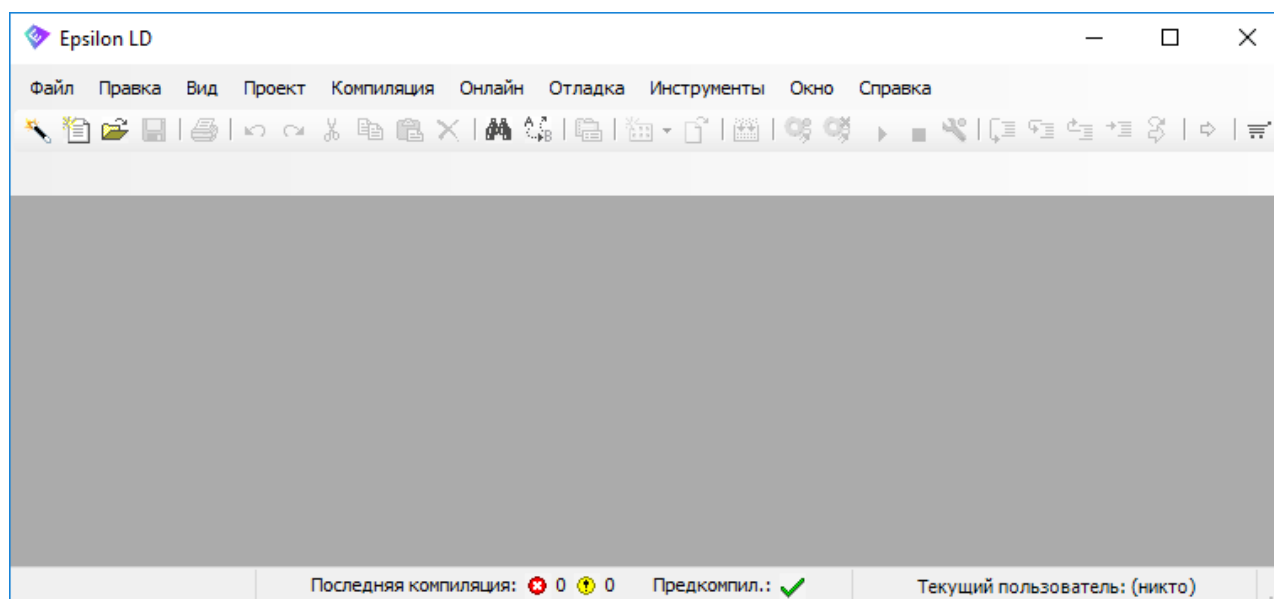 Epsilon LD
Файл Правка Вид Проект Компиляция Онлайн Отладка Инструменты Окно Справка
Последняя компиляция: 0 0 Предкомпил.: Текущий пользователь: (никто)